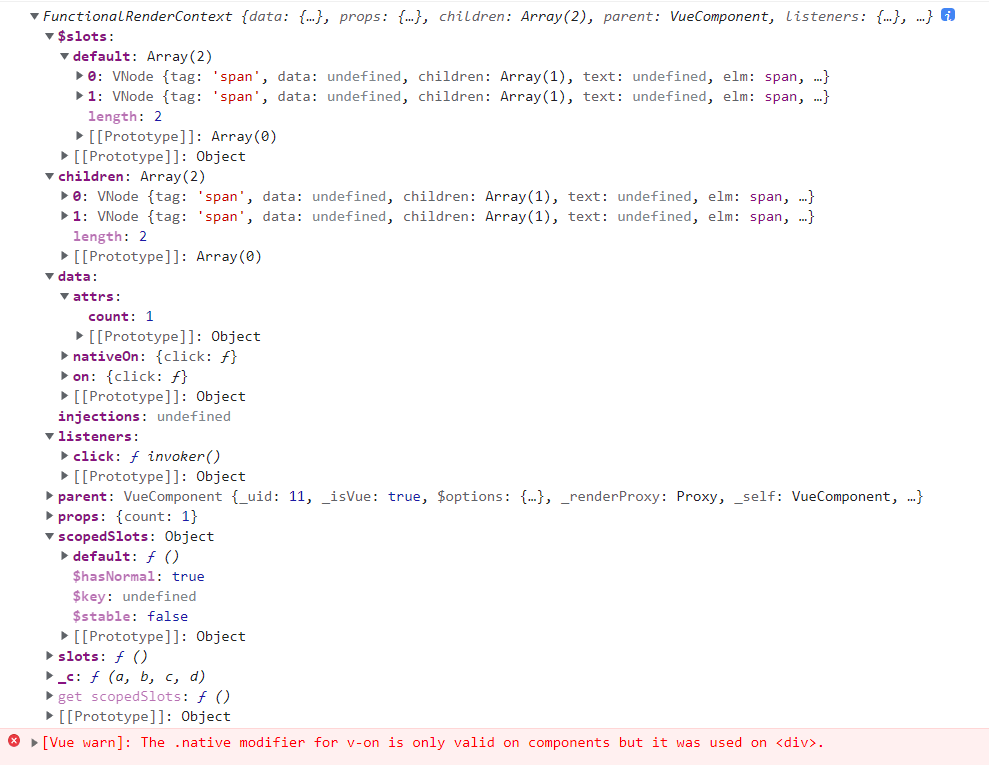 FunctionalRenderContext {data: {…}, props: {…}, children: Array(2), parent: VueComponent, listeners: {…}, …} i
$slots:
default: Array(2)
0: VNode {tag: 'span', data: undefined, children: Array(1), text: undefined, elm: span, …}
1: VNode {tag: 'span', data: undefined, children: Array(1), text: undefined, elm: span, …}
length: 2
[[Prototype]]: Array(0)
[[Prototype]]: Object
children: Array(2)
0: VNode {tag: 'span', data: undefined, children: Array(1), text: undefined, elm: span, …}
1: VNode {tag: 'span', data: undefined, children: Array(1), text: undefined, elm: span, …}
length: 2
[[Prototype]]: Array(0)
data:
attrs:
count: 1
[[Prototype]]: Object
nativeOn: {click: ƒ}
on: {click: ƒ}
[[Prototype]]: Object
injections: undefined
listeners:
click: ƒ invoker()
[[Prototype]]: Object
parent: VueComponent {_uid: 11, _isVue: true, $options: {…}, _renderProxy: Proxy, _self: VueComponent, …}
props: {count: 1}
scopedSlots: Object
default: ƒ ()
$hasNormal: true
$key: undefined
$stable: false
[[Prototype]]: Object
slots: ƒ ()
_c: ƒ (a, b, c, d)
get scopedSlots: ƒ ()
[[Prototype]]: Object
[Vue warn]: The .native modifier for v-on is only valid on components but it was used on <div>.